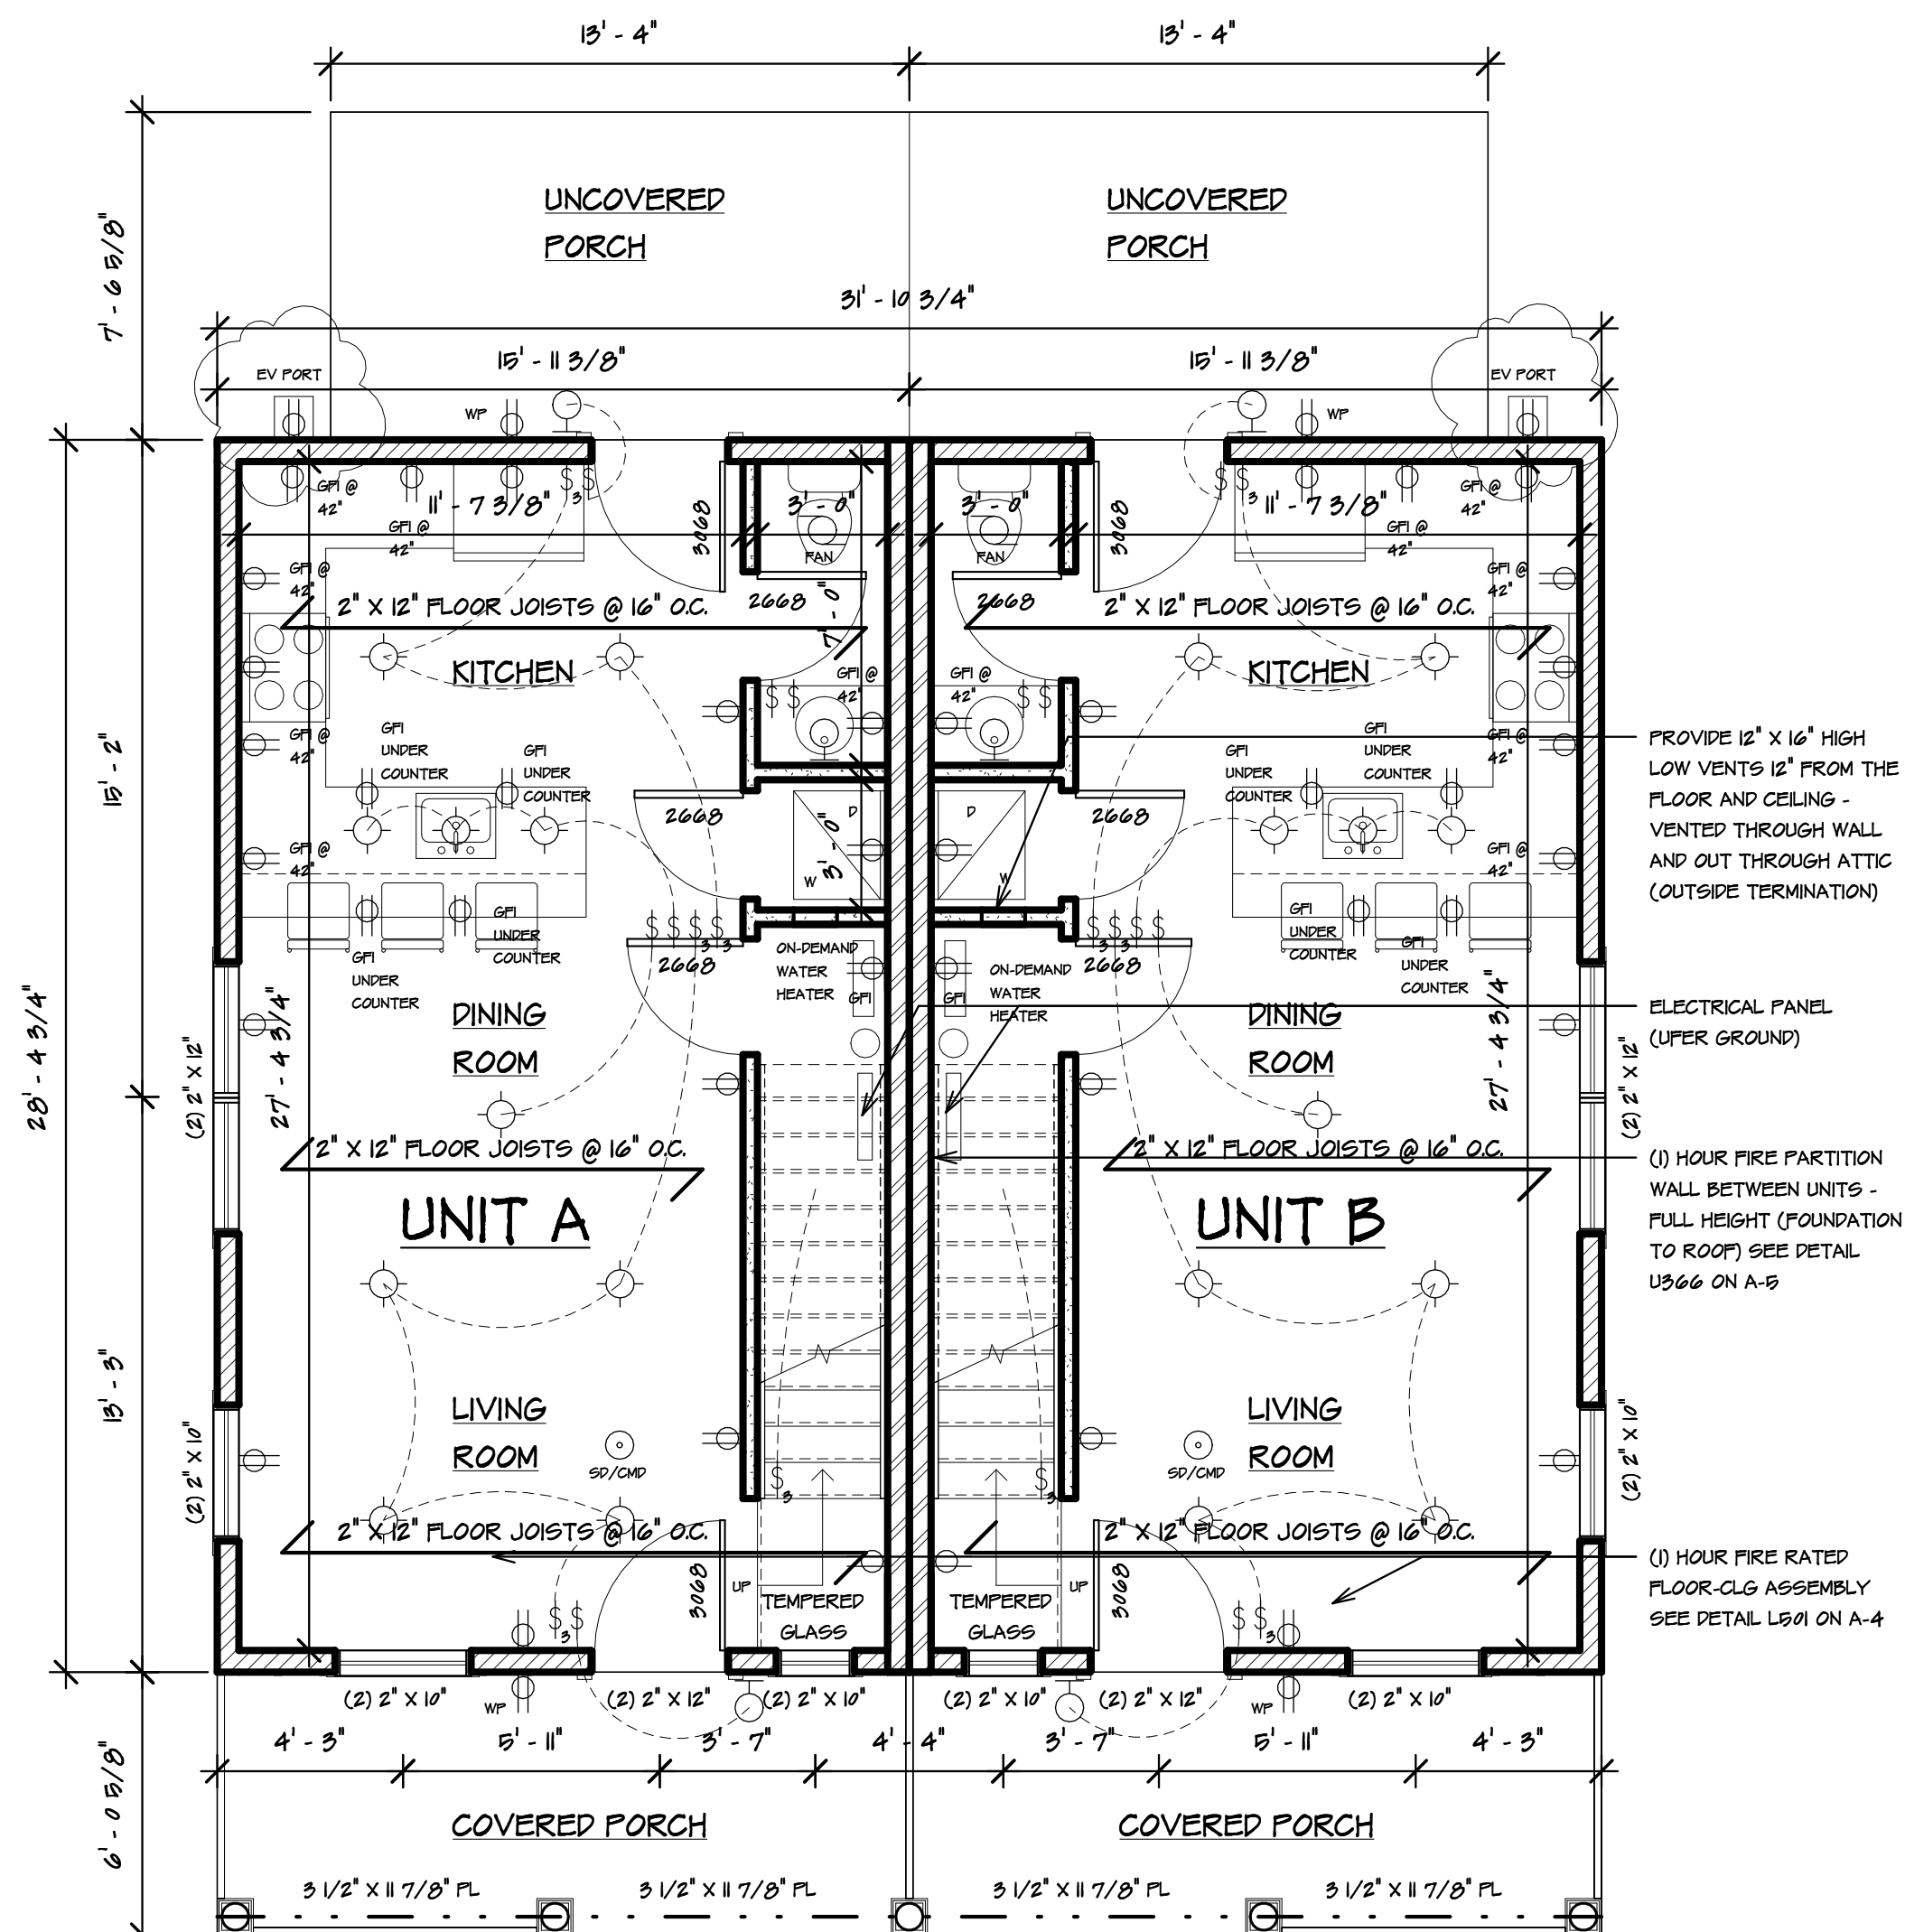 13' - 4" 13' - 4"
UNCOVERED
PORCH
UNCOVERED
PORCH
7' - 6 5/8"
31' - 10 3/4"
15' - 11 3/8" 15' - 11 3/8"
EV PORT EV PORT
WP WP
GFI @
42"
$ $
3
11' - 7 3/8" 3' - 0" 3' - 0" 11' - 7 3/8"
$ $
3
GFI @
42"
GFI @
42"
3068
FAN FAN
3068
GFI @
42"
GFI @
42"
GFI @
42"
2" X 12" FLOOR JOISTS @ 16" O.C.
2668
7' - 0"
2668
2" X 12" FLOOR JOISTS @ 16" O.C.
KITCHEN KITCHEN
$ $
GFI @
42"
GFI @
42"
$ $
GFI @
42"
GFI
UNDER
COUNTER
GFI
UNDER
COUNTER
GFI
UNDER
COUNTER
GFI
UNDER
COUNTER
GFI @
42"
15' - 2"
PROVIDE 12" X 16" HIGH
LOW VENTS 12" FROM THE
FLOOR AND CEILING -
VENTED THROUGH WALL
AND OUT THROUGH ATTIC
(OUTSIDE TERMINATION)
2668
D
W
3' - 0"
D
W
2668
GFI @
42"
GFI @
42"
GFI
UNDER
COUNTER
GFI
UNDER
COUNTER
$ $ $ $
3 3
2668
$ $ $ $
3 3
2668
GFI
UNDER
COUNTER
GFI
UNDER
COUNTER
ON-DEMAND
WATER
HEATER
GFI
GFI
ON-DEMAND
WATER
HEATER
DINING
ROOM
DINING
ROOM
28' - 4 3/4"
(2) 2" X 12"
27' - 4 3/4"
27' - 4 3/4"
(2) 2" X 12"
ELECTRICAL PANEL
(UFER GROUND)
2" X 12" FLOOR JOISTS @ 16" O.C.
2" X 12" FLOOR JOISTS @ 16" O.C.
(1) HOUR FIRE PARTITION
WALL BETWEEN UNITS -
FULL HEIGHT (FOUNDATION
TO ROOF) SEE DETAIL
U366 ON A-5
UNIT A UNIT B
13' - 3"
LIVING
ROOM
LIVING
ROOM
(2) 2" X 10"
SD/CMD SD/CMD
(2) 2" X 10"
$
3
$
3
2" X 12" FLOOR JOISTS @ 16" O.C.
2" X 12" FLOOR JOISTS @ 16" O.C.
(1) HOUR FIRE RATED
FLOOR-CLG ASSEMBLY
SEE DETAIL L501 ON A-4
3068
UP
TEMPERED
GLASS
TEMPERED
GLASS
UP
3068
$ $
3
$ $
3
(2) 2" X 10" WP (2) 2" X 12" (2) 2" X 10" (2) 2" X 10" (2) 2" X 12" WP (2) 2" X 10"
4' - 3" 5' - 11" 3' - 7" 4' - 4" 3' - 7" 5' - 11" 4' - 3"
6' - 0 5/8"
COVERED PORCH COVERED PORCH
3 1/2" X 11 7/8" PL 3 1/2" X 11 7/8" PL 3 1/2" X 11 7/8" PL 3 1/2" X 11 7/8" PL